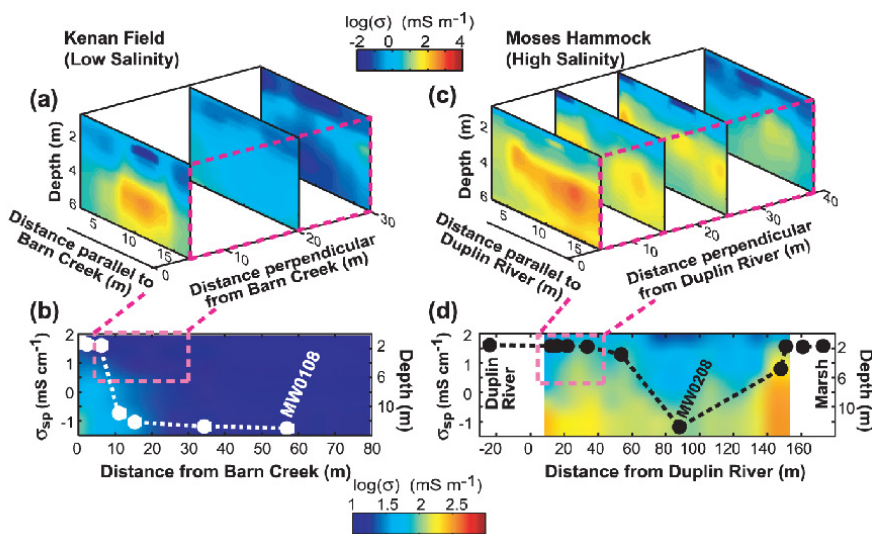 Kenan Field
(Low Salinity)
log(σ) (mS m⁻¹)
-2 0 2 4
Moses Hammock
(High Salinity)
(a)
Depth (m)
2
4
6
5
10
15
0
10
20
30
Distance parallel to
Barn Creek (m)
Distance perpendicular
from Barn Creek (m)
(c)
Depth (m)
2
4
6
5
10
15
0
10
20
30
40
Distance parallel to
Duplin River (m)
Distance perpendicular
from Duplin River (m)
(b)
σsp (mS cm⁻¹)
2
1
0
-1
MW0108
2
6
10
Depth (m)
0 10 20 30 40 50 60 70 80
Distance from Barn Creek (m)
(d)
σsp (mS cm⁻¹)
2
1
0
-1
Duplin
River
MW0208
Marsh
2
6
10
Depth (m)
-20 0 20 40 60 80 100 120 140 160
Distance from Duplin River (m)
log(σ) (mS m⁻¹)
1 1.5 2 2.5